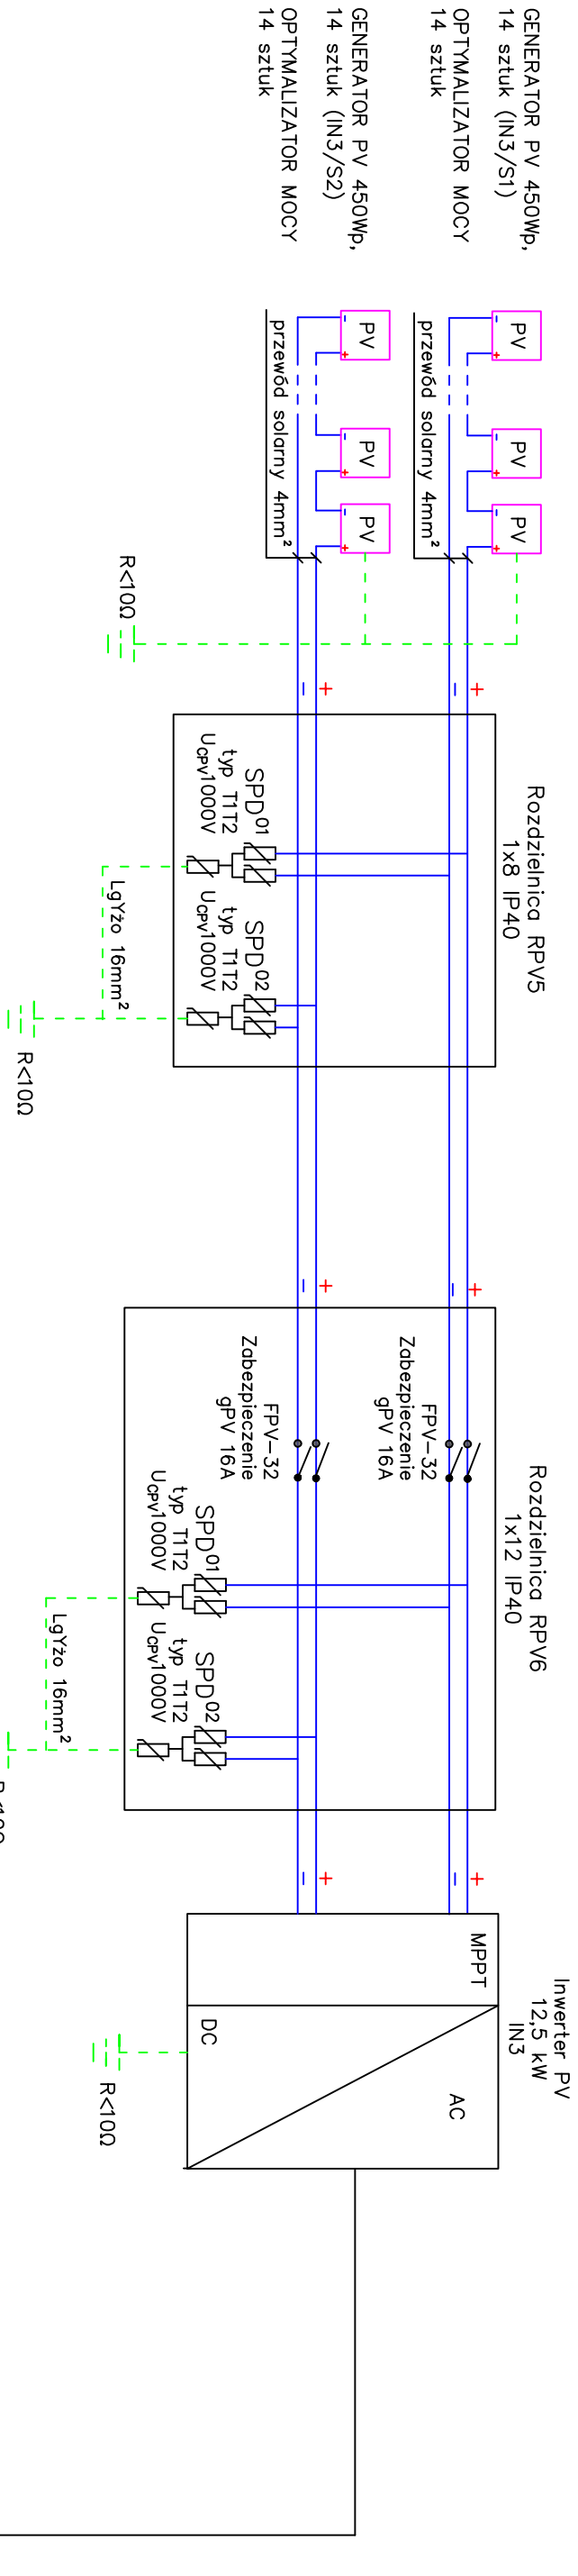 GENERATOR PV 450Wp,
14 sztuk (IN3/S1)
OPTYMALIZATOR MOCY
14 sztuk
GENERATOR PV 450Wp,
14 sztuk (IN3/S2)
OPTYMALIZATOR MOCY
14 sztuk
- PV +
- PV +
- PV +
przewód solarny 4mm²
- PV +
- PV +
- PV +
przewód solarny 4mm²
R<10Ω
+
-
+
-
Rozdzielnica RPV5
1x8 IP40
SPD01
typ T1T2
UCPV1000V
SPD02
typ T1T2
UCPV1000V
LgYżo 16mm²
R<10Ω
+
-
+
-
Rozdzielnica RPV6
1x12 IP40
FPV-32
Zabezpieczenie
gPV 16A
FPV-32
Zabezpieczenie
gPV 16A
SPD01
typ T1T2
UCPV1000V
SPD02
typ T1T2
UCPV1000V
LgYżo 16mm²
+
-
+
-
Inwerter PV
12,5 kW
IN3
MPPT
DC
AC
R<10Ω